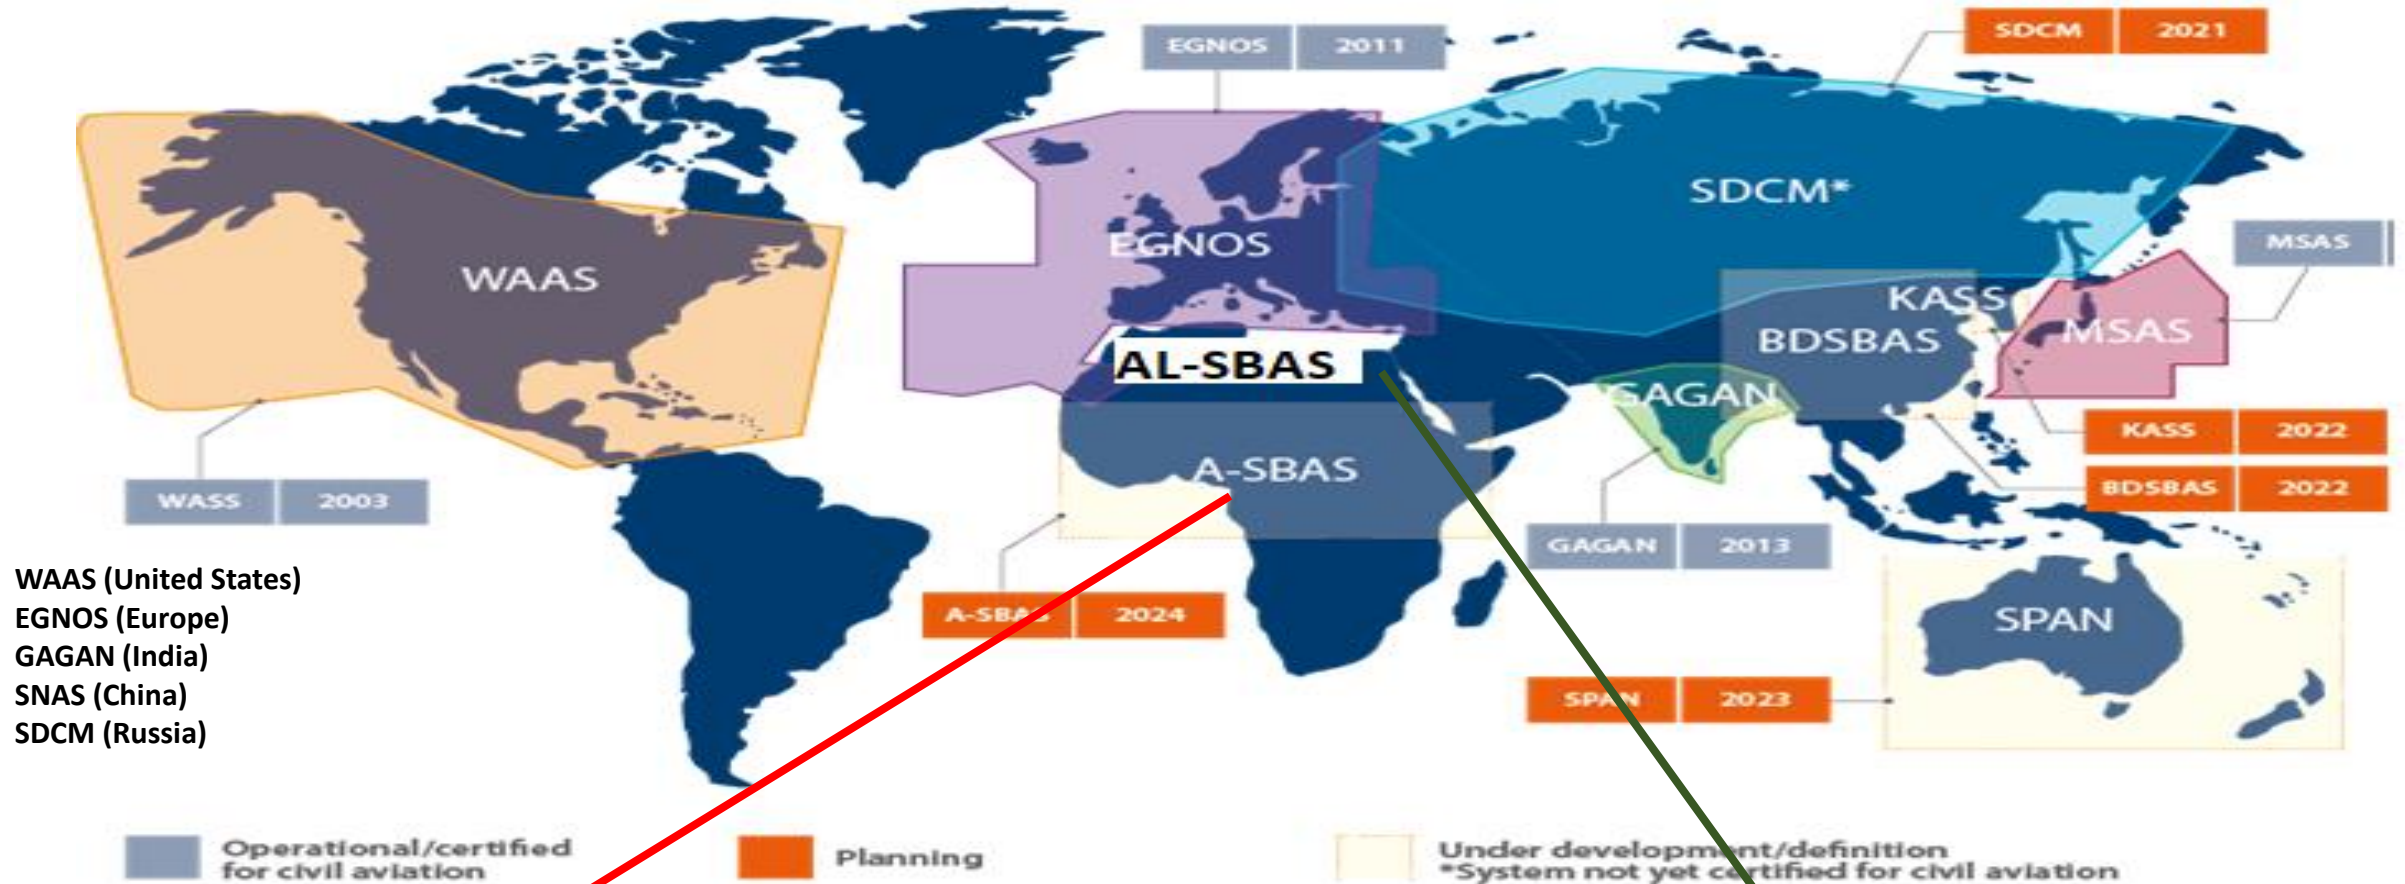 EGNOS 2011
SDCM 2021
SDCM*
MSAS
EGNOS
WAAS
KASS
MSAS
BDSBAS
AL-SBAS
GAGAN
KASS 2022
A-SBAS
BDSBAS 2022
WASS 2003
GAGAN 2013
WAAS (United States)
EGNOS (Europe)
GAGAN (India)
SNAS (China)
SDCM (Russia)
A-SBAS 2024
SPAN
SPAN 2023
Operational/certified
for civil aviation
Planning
Under development/definition
*System not yet certified for civil aviation